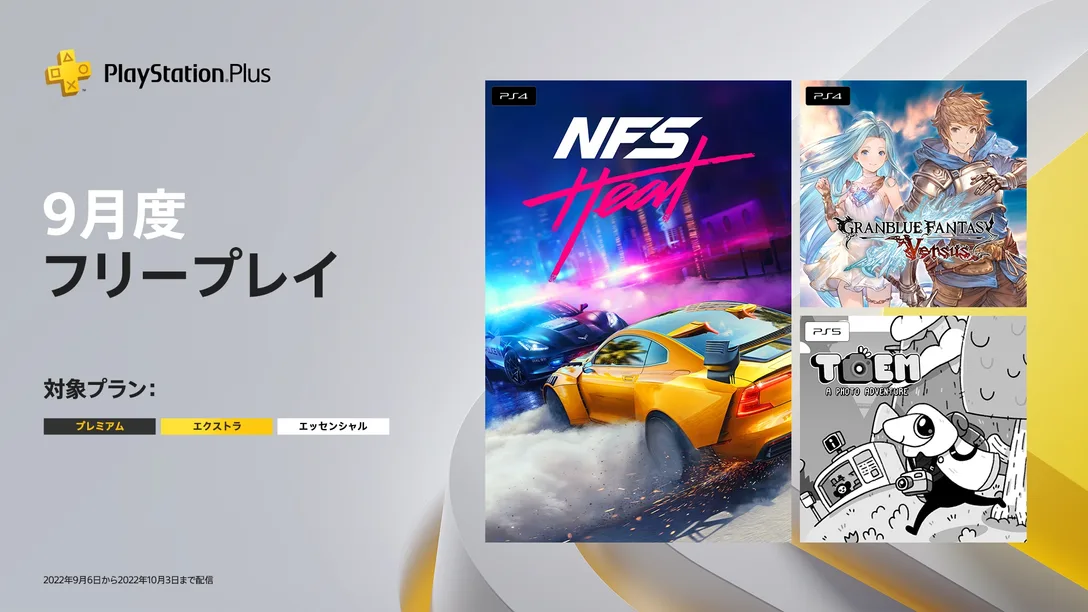 PlayStation.Plus
9月度
フリープレイ
対象プラン:
プレミアム
エクストラ
エッセンシャル
2022年9月6日から2022年10月3日まで配信
PS4
NFS
Heat
PS4
GRANBLUE FANTASY
Versus
PS5
TOEM
A PHOTO ADVENTURE